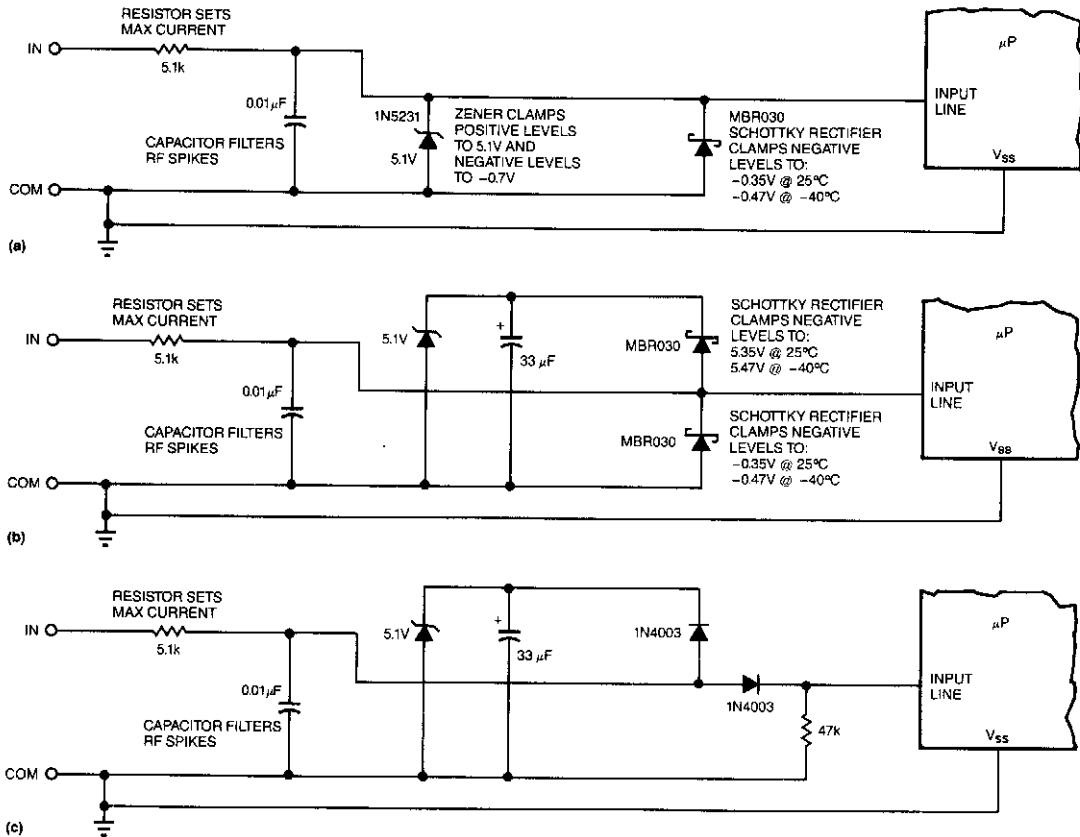 RESISTOR SETS
MAX CURRENT
IN
5.1k
0.01µF
CAPACITOR FILTERS
RF SPIKES
1N5231
5.1V
ZENER CLAMPS
POSITIVE LEVELS
TO 5.1V AND
NEGATIVE LEVELS
TO –0.7V
MBR030
SCHOTTKY RECTIFIER
CLAMPS NEGATIVE
LEVELS TO:
–0.35V @ 25°C
–0.47V @ –40°C
µP
INPUT
LINE
VSS
COM
(a)
RESISTOR SETS
MAX CURRENT
IN
5.1k
0.01µF
CAPACITOR FILTERS
RF SPIKES
5.1V
+
33 µF
MBR030
SCHOTTKY RECTIFIER
CLAMPS NEGATIVE
LEVELS TO:
5.35V @ 25°C
5.47V @ –40°C
MBR030
SCHOTTKY RECTIFIER
CLAMPS NEGATIVE
LEVELS TO:
–0.35V @ 25°C
–0.47V @ –40°C
µP
INPUT
LINE
VSS
COM
(b)
RESISTOR SETS
MAX CURRENT
IN
5.1k
0.01µF
CAPACITOR FILTERS
RF SPIKES
5.1V
+
33 µF
1N4003
1N4003
47k
µP
INPUT
LINE
VSS
COM
(c)